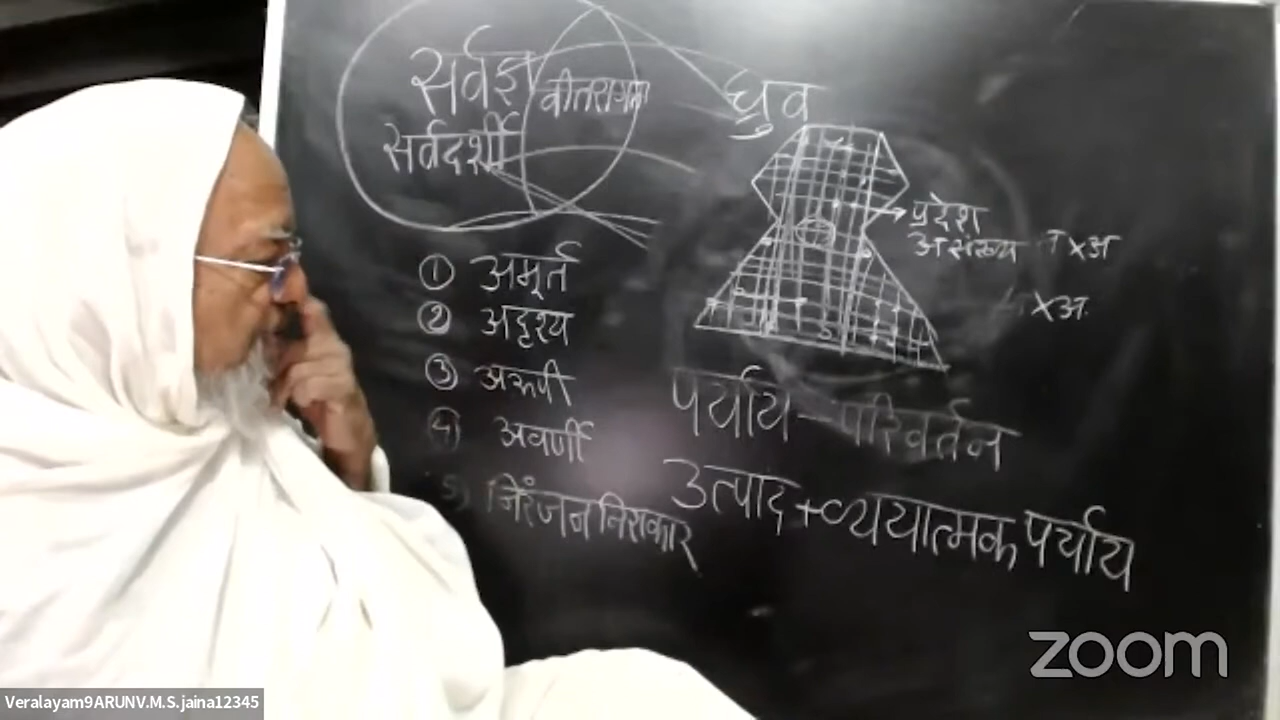 सर्वज्ञ
वीतरागता
सर्वदर्शी
ध्रुव
प्रदेश
असंख्य
×अ
×अ
① अमूर्त
② अदृश्य
③ अरूपी
४ अवर्णी
5) निरंजन निराकार
पर्याय - परिवर्तन
उत्पाद + व्ययात्मक पर्याय
zoom
Veralayam9ARUNV.M.S.jaina12345